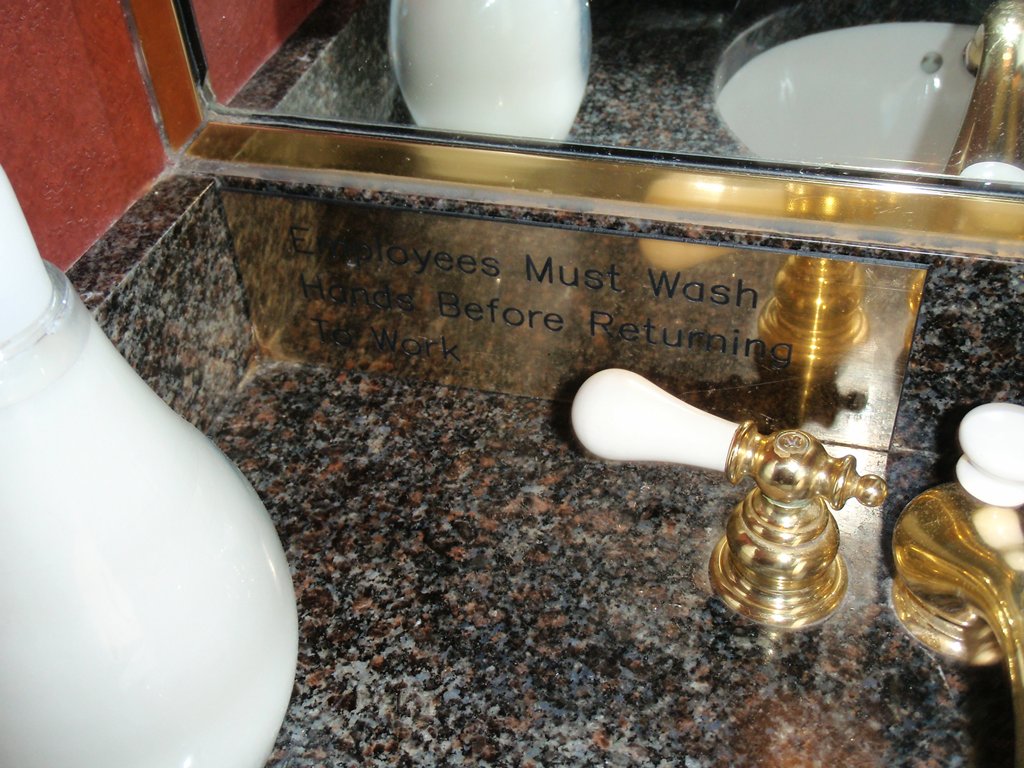 Employees Must Wash
Hands Before Returning
To Work